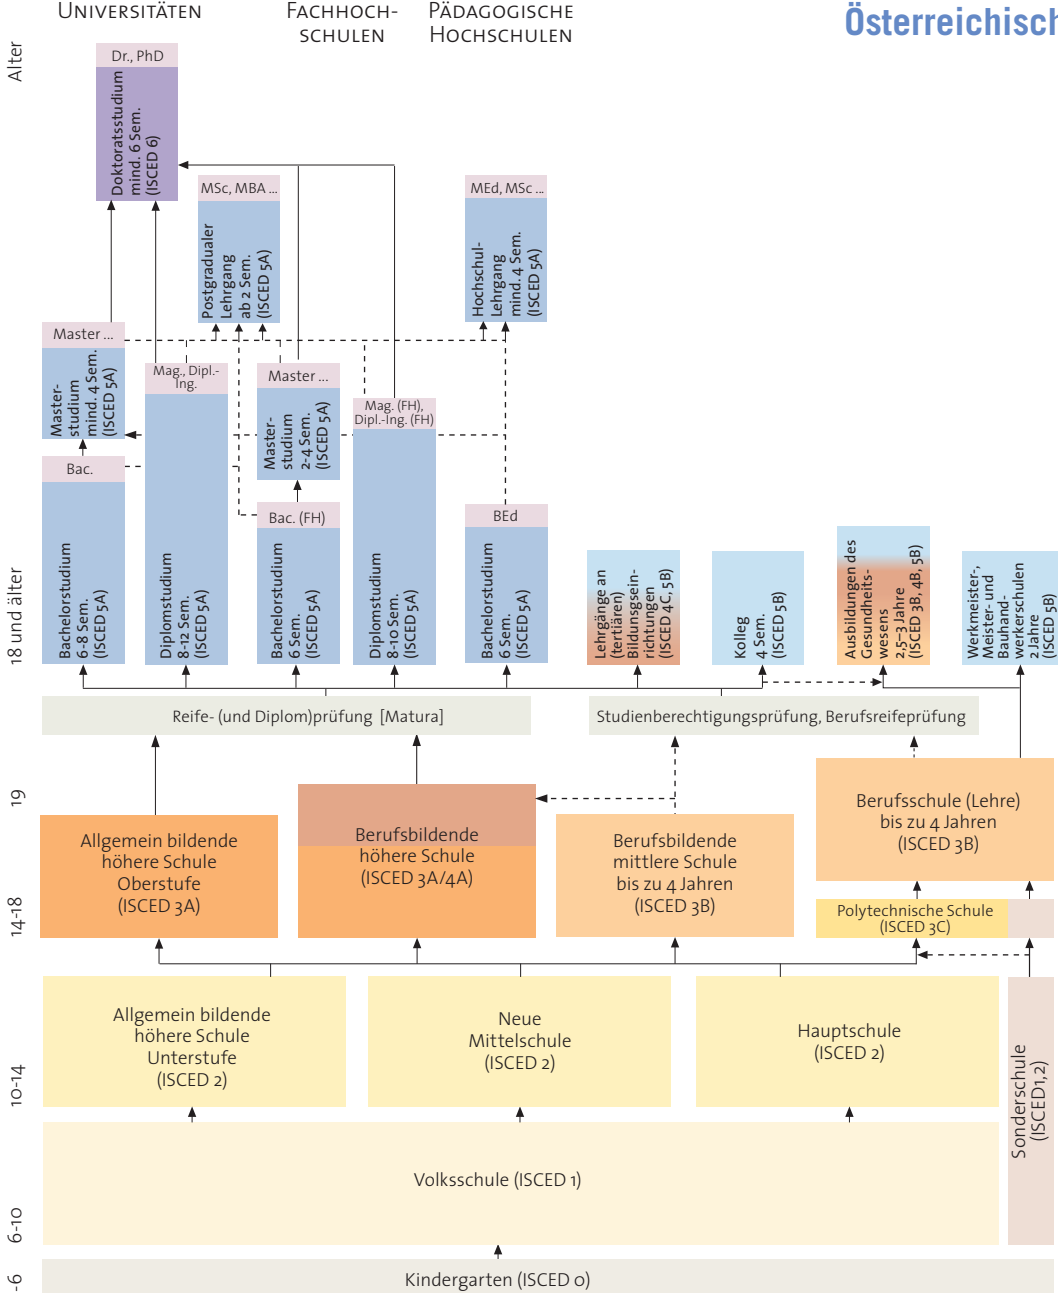 UNIVERSITÄTEN
FACHHOCH-
SCHULEN
PÄDAGOGISCHE
HOCHSCHULEN
Österreichisch
Alter
Dr., PhD
Doktoratsstudium
mind. 6 Sem.
(ISCED 6)
MSc, MBA ...
Postgradualer
Lehrgang
ab 2 Sem.
(ISCED 5A)
MEd, MSc ...
Hochschul-
Lehrgang
mind. 4 Sem.
(ISCED 5A)
Master ...
Master-
studium
mind. 4 Sem.
(ISCED 5A)
Mag., Dipl.-
Ing.
Master ...
Master-
studium
2-4 Sem.
(ISCED 5A)
Mag. (FH),
Dipl.-Ing. (FH)
Bac.
Bac. (FH)
BEd
18 und älter
Bachelorstudium
6-8 Sem.
(ISCED 5A)
Diplomstudium
8-12 Sem.
(ISCED 5A)
Bachelorstudium
6 Sem.
(ISCED 5A)
Diplomstudium
8-10 Sem.
(ISCED 5A)
Bachelorstudium
6 Sem.
(ISCED 5A)
Lehrgänge an
(tertiären)
Bildungsgsein-
richtungen
(ISCED 4C, 5B)
Kolleg
4 Sem.
(ISCED 5B)
Ausbildungen des
Gesundheits-
wesens
2,5–3 Jahre
(ISCED 3B, 4B, 5B)
Werkmeister-,
Meister- und
Bauhand-
werkerschulen
2 Jahre
(ISCED 5B)
Reife- (und Diplom)prüfung [Matura]
Studienberechtigungsprüfung, Berufsreifeprüfung
19
14-18
Allgemein bildende
höhere Schule
Oberstufe
(ISCED 3A)
Berufsbildende
höhere Schule
(ISCED 3A/4A)
Berufsbildende
mittlere Schule
bis zu 4 Jahren
(ISCED 3B)
Berufsschule (Lehre)
bis zu 4 Jahren
(ISCED 3B)
Polytechnische Schule
(ISCED 3C)
10-14
Allgemein bildende
höhere Schule
Unterstufe
(ISCED 2)
Neue
Mittelschule
(ISCED 2)
Hauptschule
(ISCED 2)
Sonderschule
(ISCED1,2)
6-10
Volksschule (ISCED 1)
-6
Kindergarten (ISCED 0)